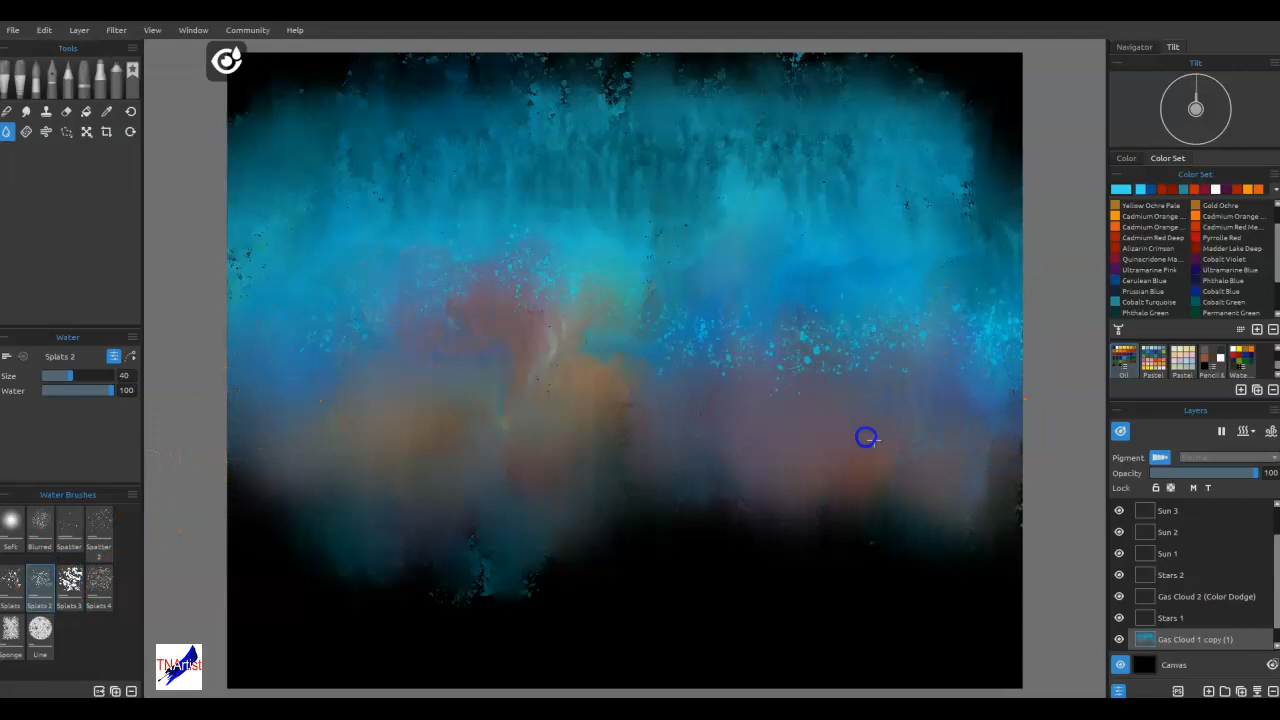 File Edit Layer Filter View Window Community Help
Tools
Navigator Tilt
Tilt
Color Color Set
Color Set
Yellow Ochre Pale Gold Ochre
Cadmium Orange ... Cadmium Orange ...
Cadmium Orange ... Cadmium Red Me...
Cadmium Red Deep Pyrrolle Red
Alizarin Crimson Madder Lake Deep
Quinacridone Ma... Cobalt Violet
Ultramarine Pink Ultramarine Blue
Cerulean Blue Phthalo Blue
Prussian Blue Cobalt Blue
Cobalt Turquoise Cobalt Green
Phthalo Green Permanent Green
Oil Pastel Pastel Pencil & Wate...
Water
Splats 2
Size 40
Water 100
Layers
Pigment
Opacity 100
Lock M T
Water Brushes
Soft Blurred Spatter Spatter
2
Splats Splats 2 Splats 3 Splats 4
Sponge Line
Sun 3
Sun 2
Sun 1
Stars 2
Gas Cloud 2 (Color Dodge)
Stars 1
Gas Cloud 1 copy (1)
Canvas
TNArtist
PS